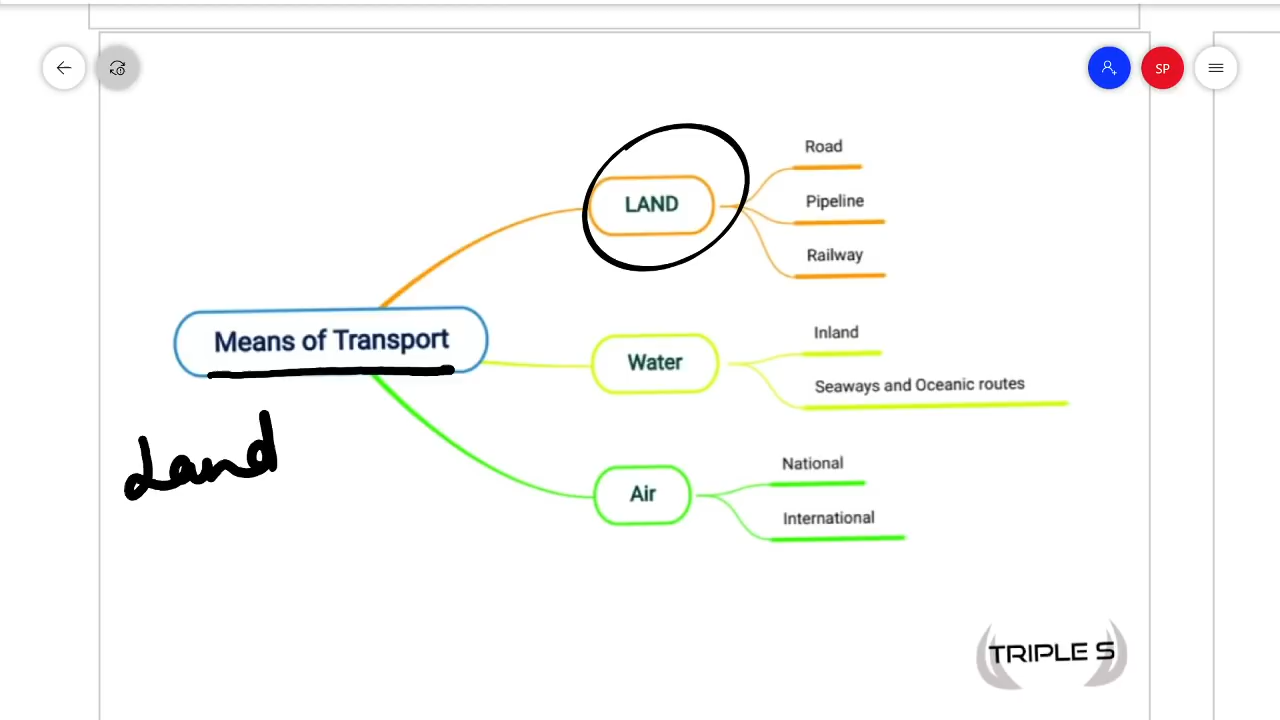 SP
Road
LAND
Pipeline
Railway
Means of Transport
Inland
Water
Seaways and Oceanic routes
Land
National
Air
International
TRIPLE S